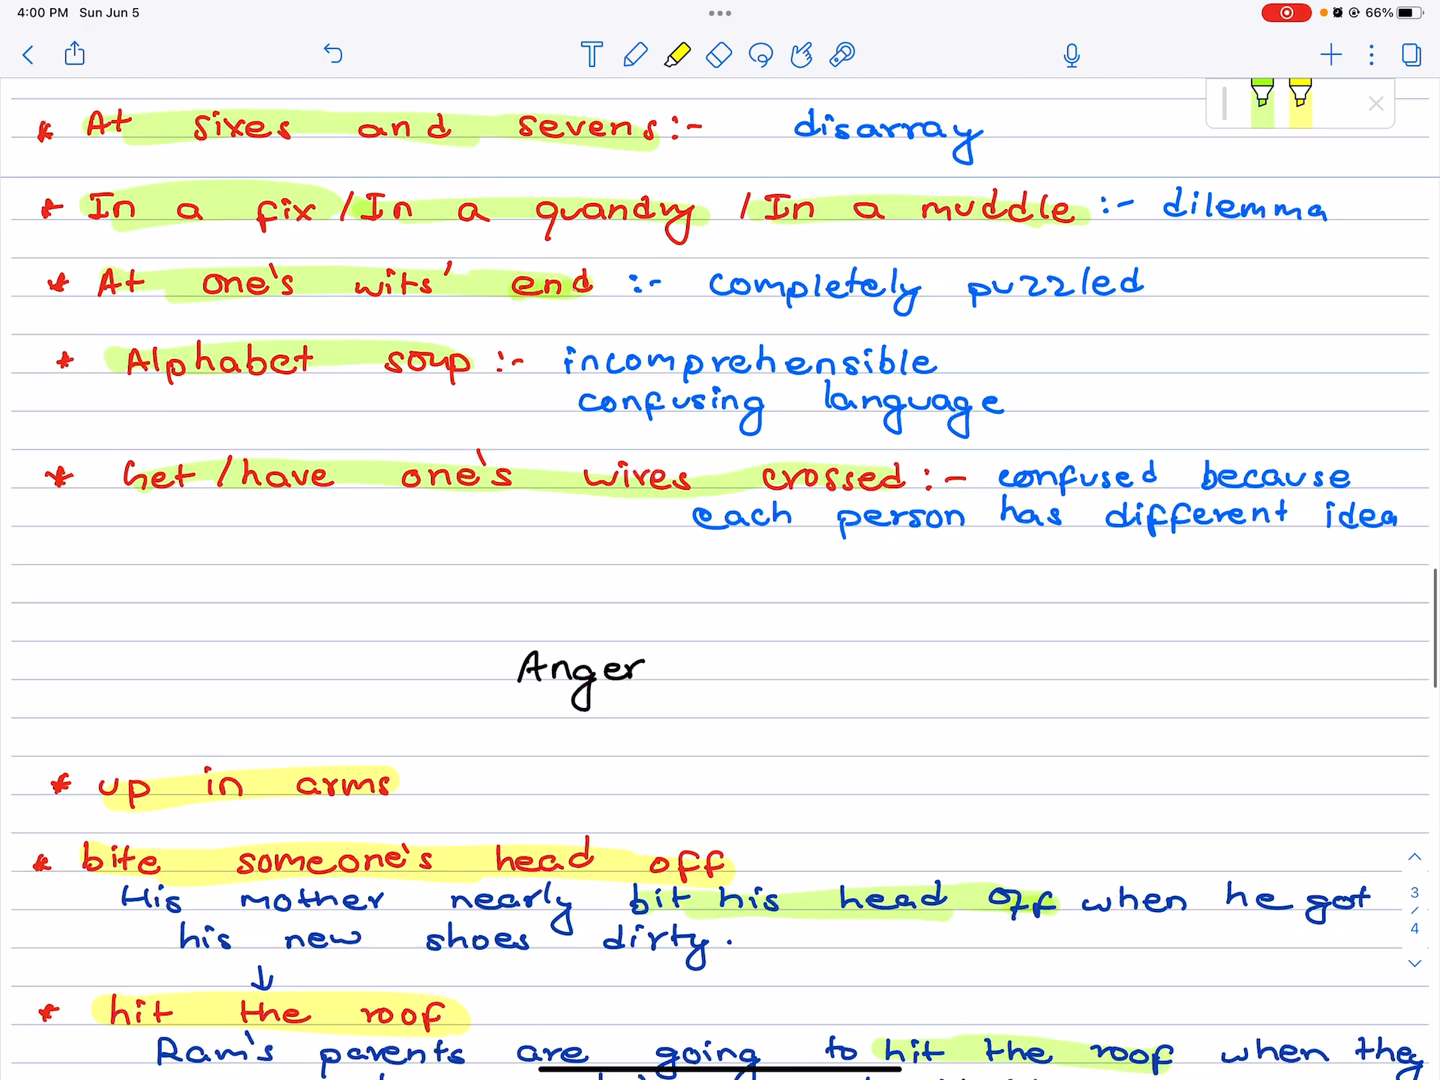 4:00 PM Sun Jun 5
66%
* At sixes and sevens :- disarray
* In a fix / In a quandry / In a muddle :- dilemma
* At one's wits' end :- completely puzzled
* Alphabet soup :- incomprehensible
confusing language
* Get / have one's wires crossed :- confused because
each person has different idea
Anger
* up in arms
* bite someone's head off
His mother nearly bit his head off when he got
his new shoes dirty.
* hit the roof
Ram's parents are going to hit the roof when they
3
/
4